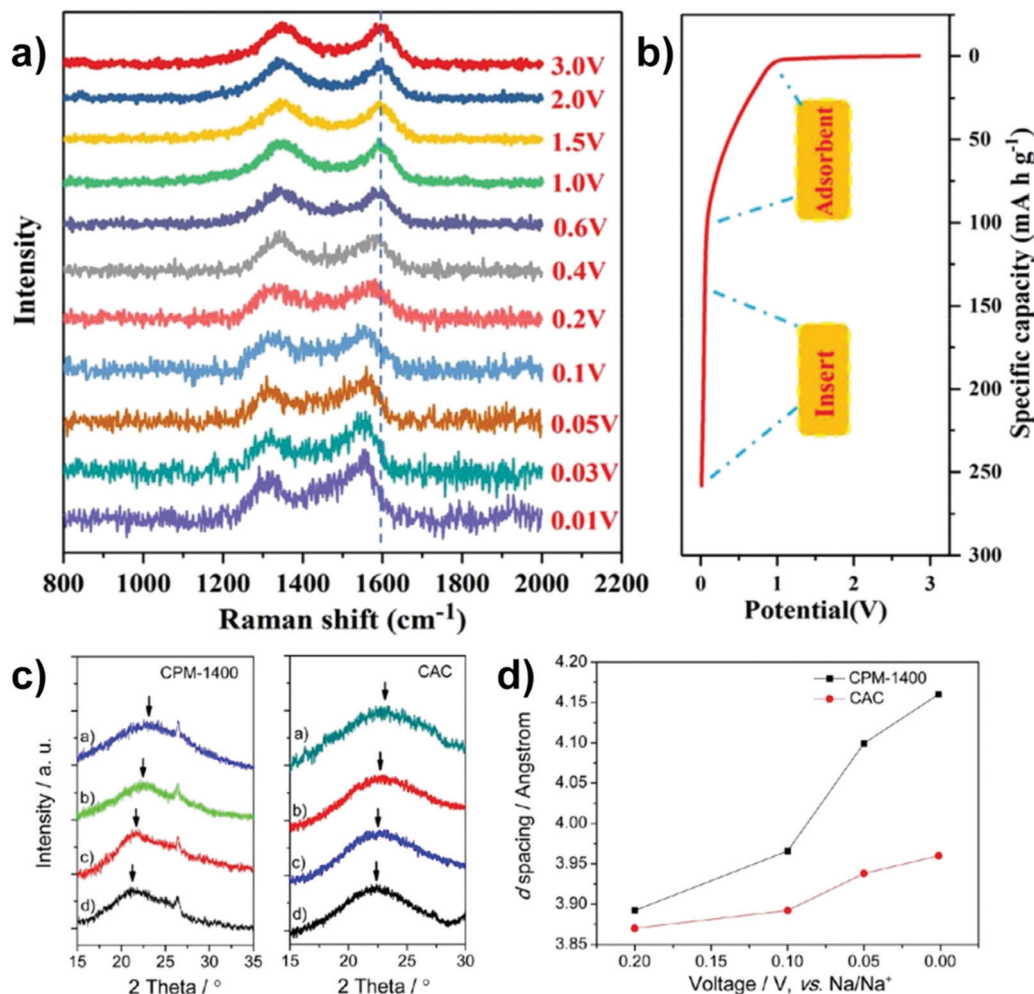 a)
3.0V
2.0V
1.5V
1.0V
0.6V
0.4V
0.2V
0.1V
0.05V
0.03V
0.01V
Intensity
800 1000 1200 1400 1600 1800 2000 2200
Raman shift (cm⁻¹)
b)
Adsorbent
Insert
0
50
100
150
200
250
300
Specific capacity (mA h g⁻¹)
0 1 2 3
Potential(V)
c)
CPM-1400
a)
b)
c)
d)
Intensity / a. u.
15 20 25 30 35
2 Theta / °
CAC
a)
b)
c)
d)
15 20 25 30
2 Theta / °
d)
4.20
4.15
4.10
4.05
4.00
3.95
3.90
3.85
d spacing / Angstrom
CPM-1400
CAC
0.20 0.15 0.10 0.05 0.00
Voltage / V, vs. Na/Na⁺